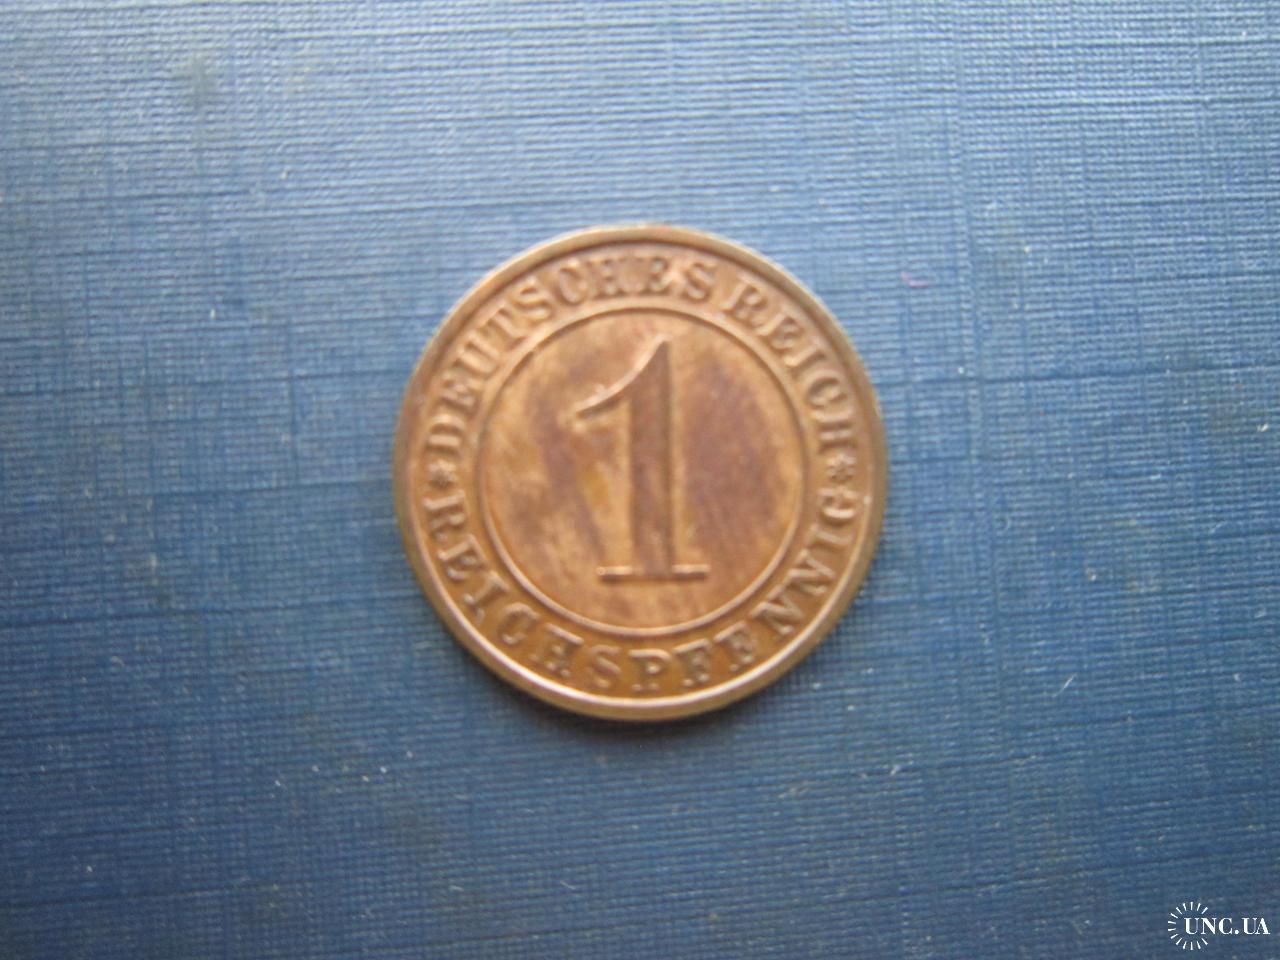 DEUTSCHES REICH
1
* REICHSPFENNIG *
UNC.UA